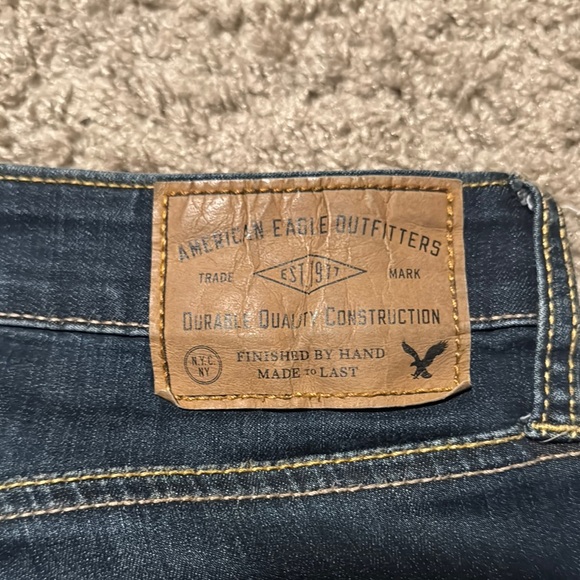 AMERICAN EAGLE OUTFITTERS
TRADE EST 1977 MARK
DURABLE QUALITY CONSTRUCTION
N.Y.C. NY
FINISHED BY HAND
MADE to LAST